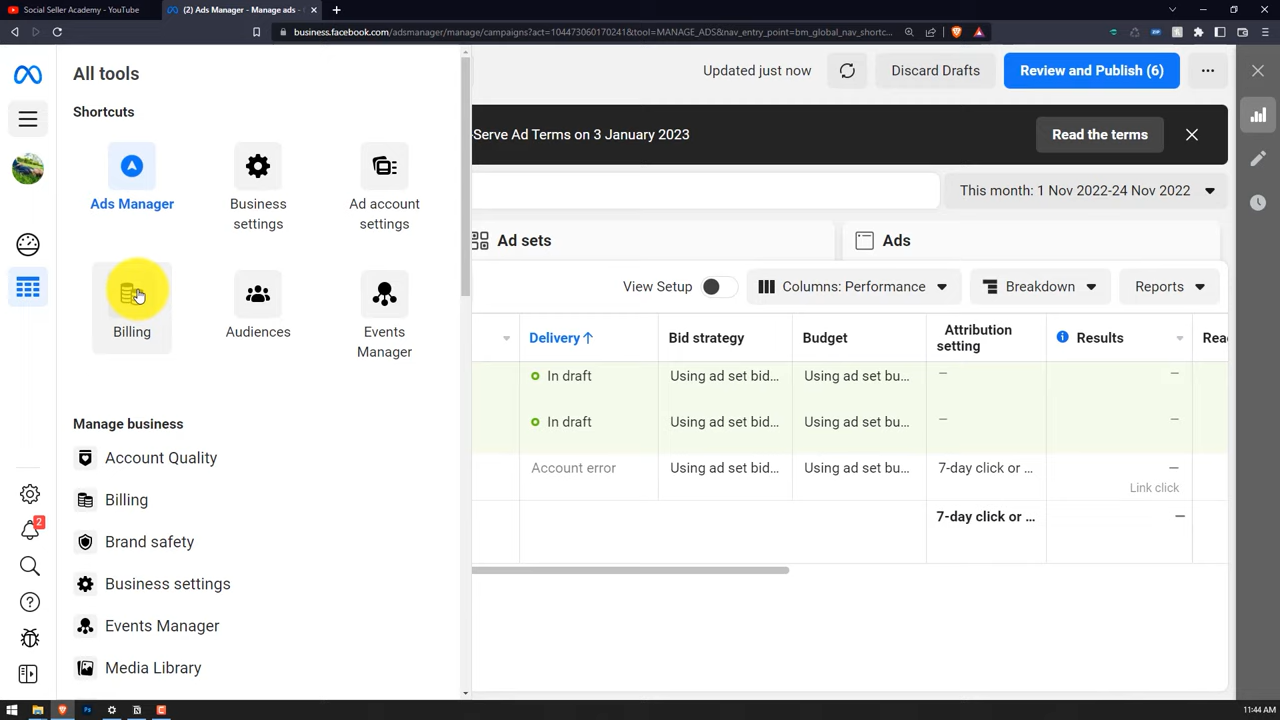 Social Seller Academy - YouTube
(2) Ads Manager - Manage ads -
business.facebook.com/adsmanager/manage/campaigns?act=104473060170241&tool=MANAGE_ADS&nav_entry_point=bm_global_nav_shortc...
All tools
Shortcuts
Ads Manager
Business
settings
Ad account
settings
Billing
Audiences
Events
Manager
Manage business
Account Quality
Billing
Brand safety
Business settings
Events Manager
Media Library
2
Updated just now
Discard Drafts
Review and Publish (6)
-Serve Ad Terms on 3 January 2023
Read the terms
This month: 1 Nov 2022-24 Nov 2022
Ad sets
Ads
View Setup
Columns: Performance
Breakdown
Reports
Delivery ↑
Bid strategy
Budget
Attribution
setting
Results
Rea
In draft
Using ad set bid...
Using ad set bu...
—
—
In draft
Using ad set bid...
Using ad set bu...
—
—
Account error
Using ad set bid...
Using ad set bu...
7-day click or ...
—
Link click
7-day click or ...
—
11:44 AM